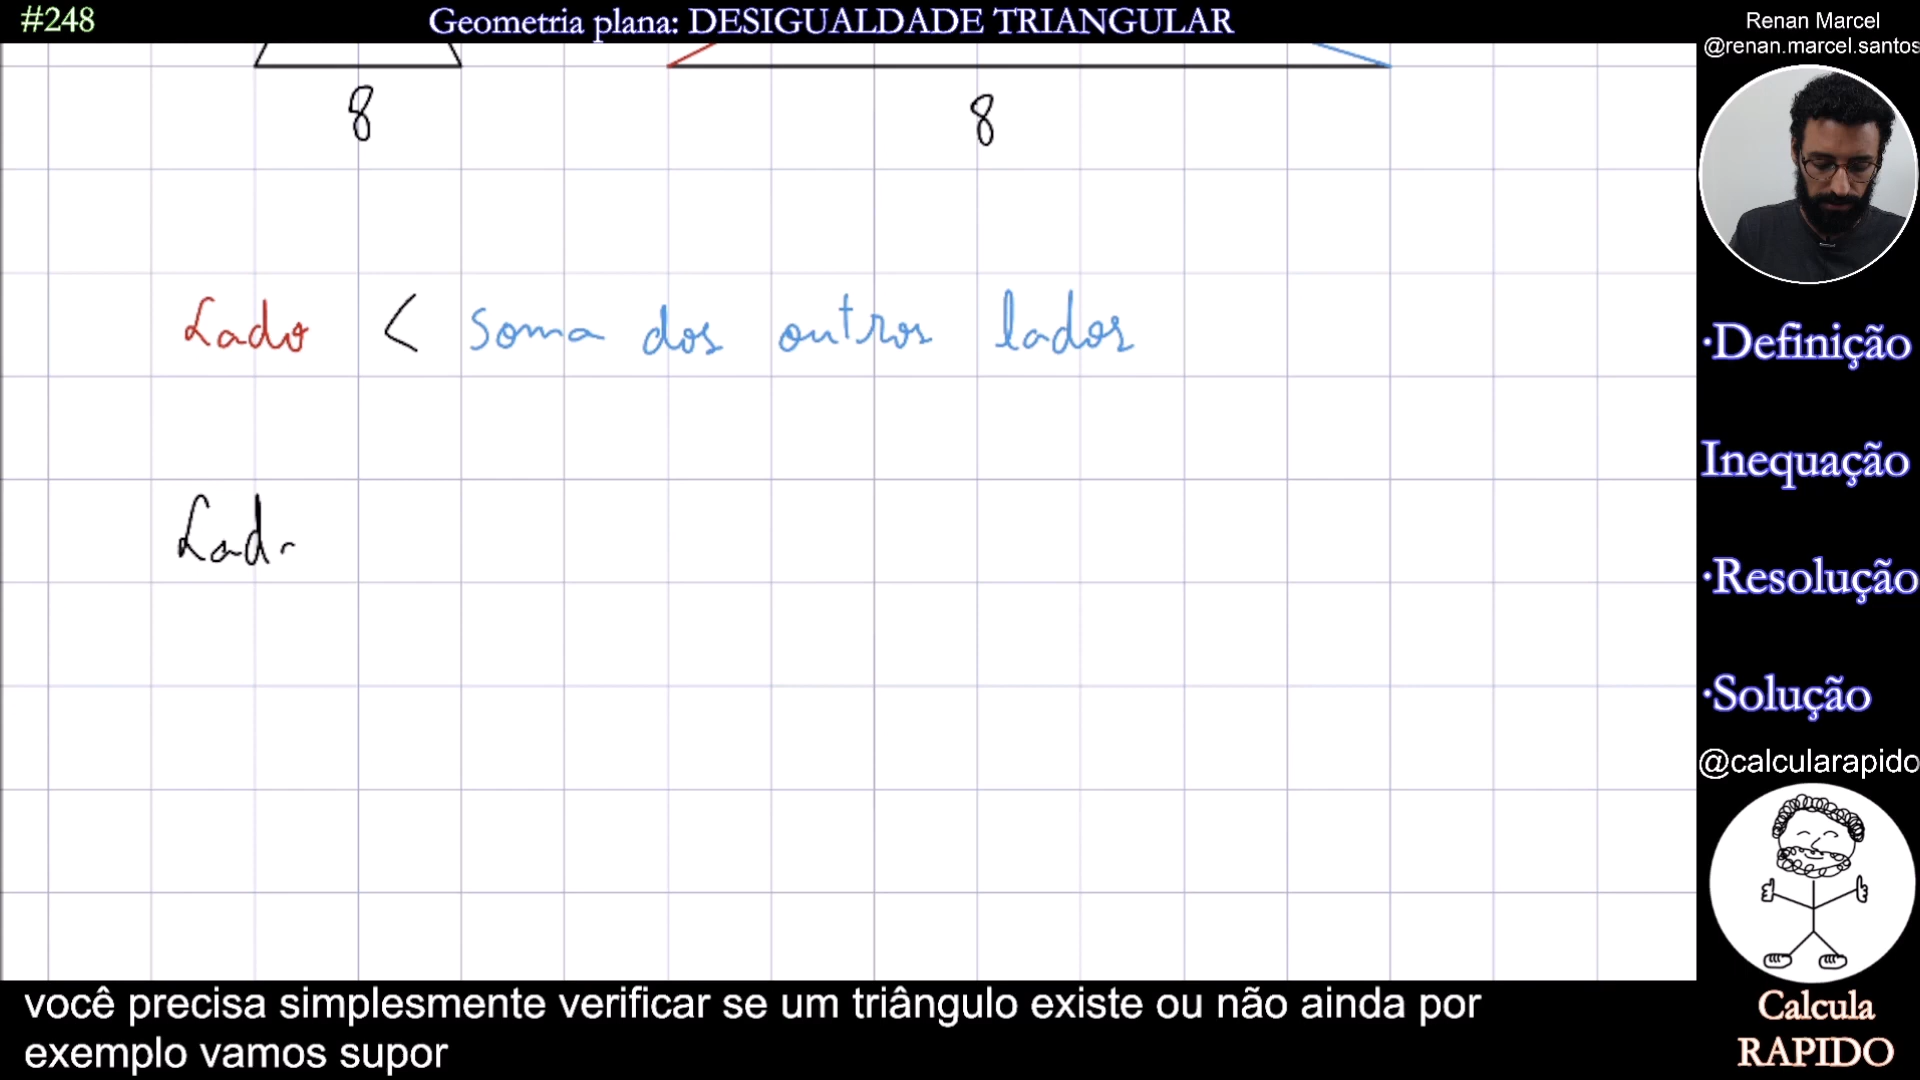 #248
Geometria plana: DESIGUALDADE TRIANGULAR
Renan Marcel
@renan.marcel.santos
8
8
Lado < Soma dos outros lados
Lad
·Definição
Inequação
·Resolução
·Solução
@calcularapido
Calcula
RAPIDO
você precisa simplesmente verificar se um triângulo existe ou não ainda por
exemplo vamos supor